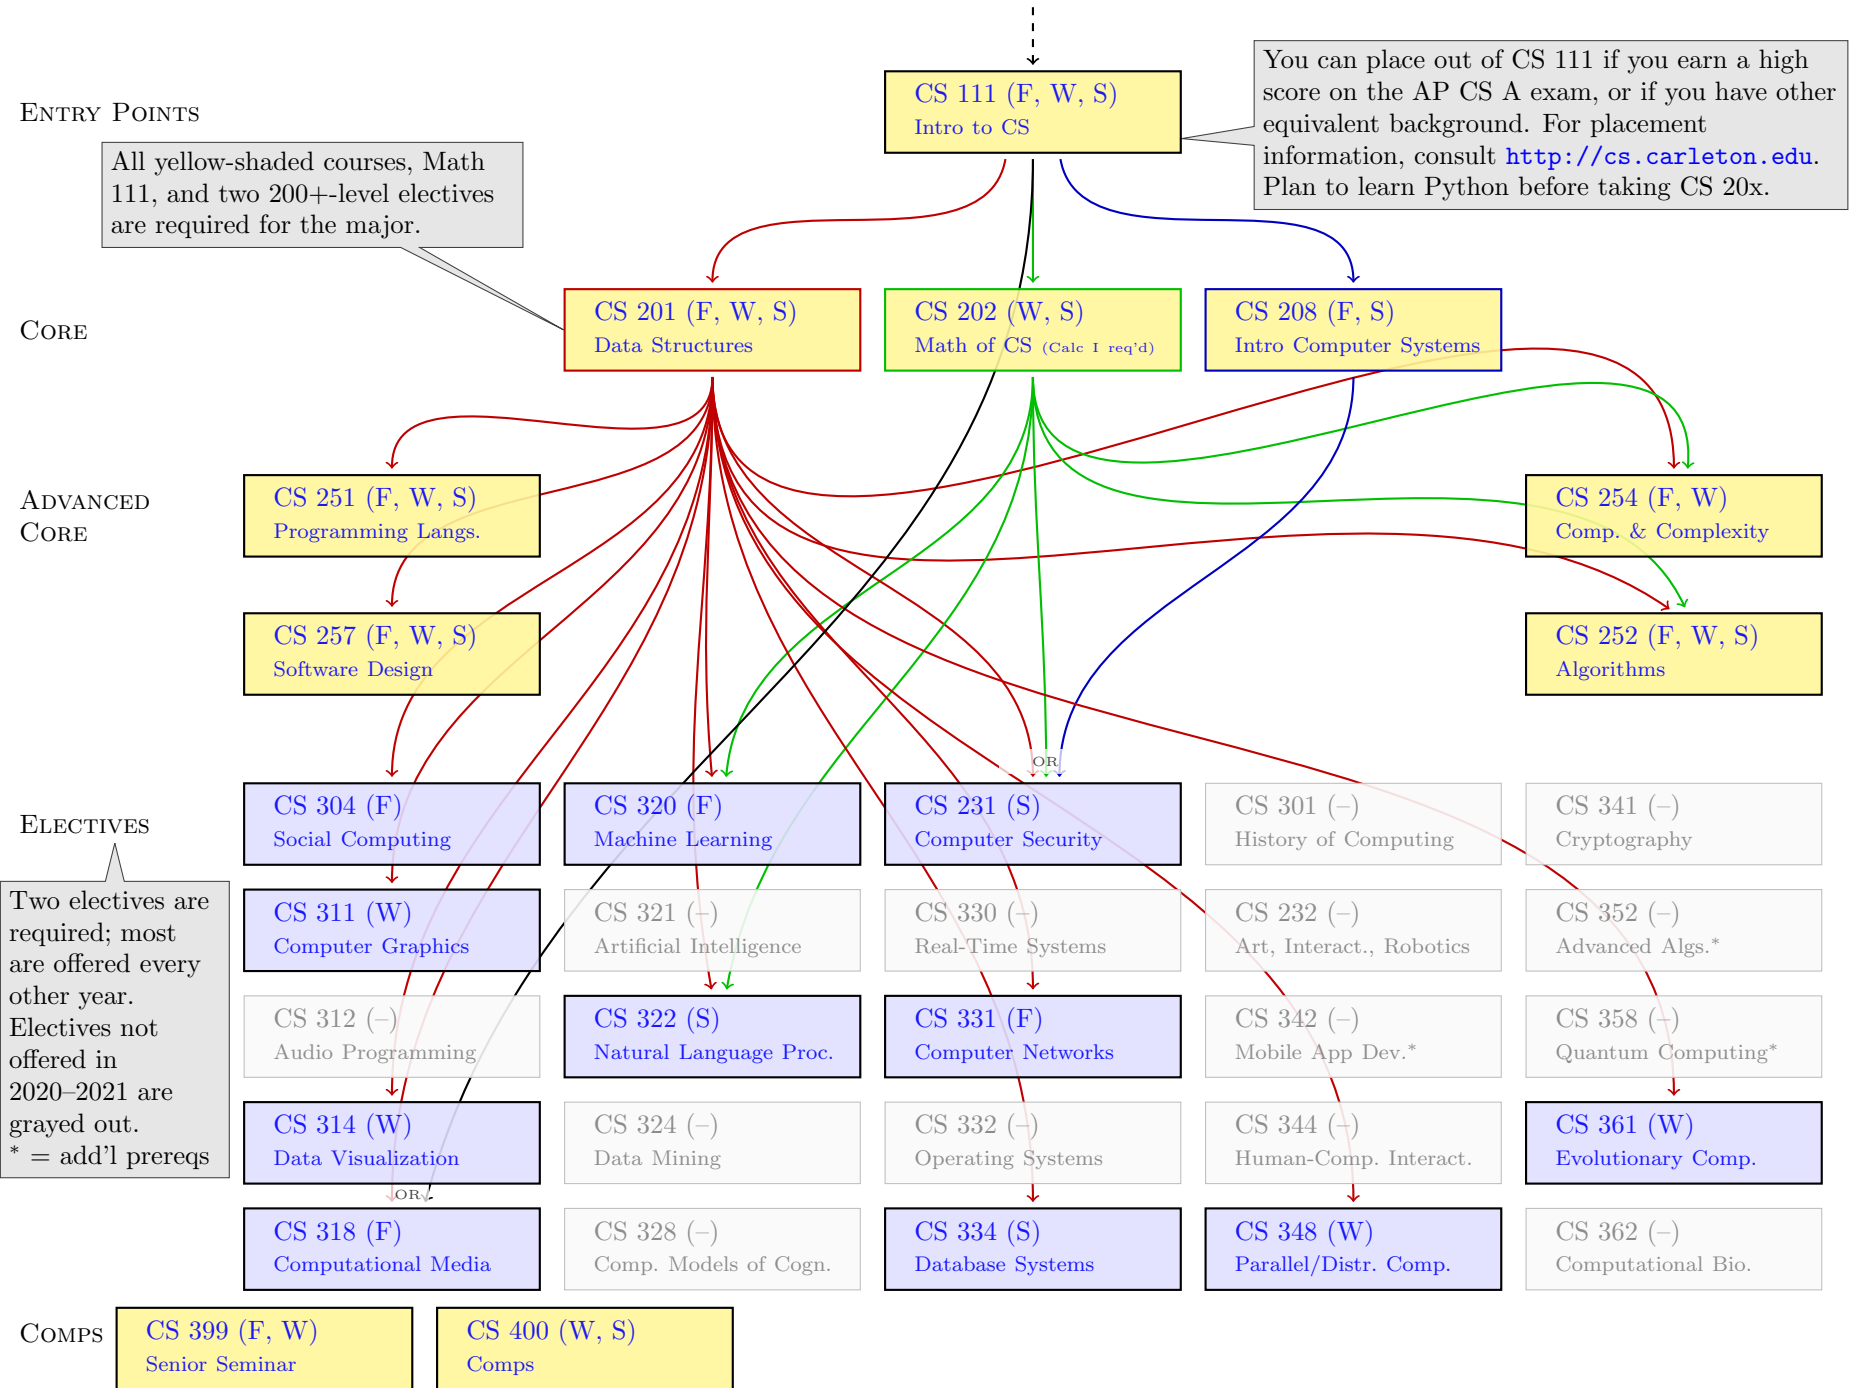 CS 111 (F, W, S)
Intro to CS
You can place out of CS 111 if you earn a high
score on the AP CS A exam, or if you have other
equivalent background. For placement
information, consult http://cs.carleton.edu.
Plan to learn Python before taking CS 20x.
ENTRY POINTS
All yellow-shaded courses, Math
111, and two 200+-level electives
are required for the major.
CORE
CS 201 (F, W, S)
Data Structures
CS 202 (W, S)
Math of CS (Calc I req'd)
CS 208 (F, S)
Intro Computer Systems
ADVANCED
CORE
CS 251 (F, W, S)
Programming Langs.
CS 254 (F, W)
Comp. & Complexity
CS 257 (F, W, S)
Software Design
CS 252 (F, W, S)
Algorithms
OR
ELECTIVES
CS 304 (F)
Social Computing
CS 320 (F)
Machine Learning
CS 231 (S)
Computer Security
CS 301 (–)
History of Computing
CS 341 (–)
Cryptography
Two electives are
required; most
are offered every
other year.
Electives not
offered in
2020–2021 are
grayed out.
* = add'l prereqs
CS 311 (W)
Computer Graphics
CS 321 (–)
Artificial Intelligence
CS 330 (–)
Real-Time Systems
CS 232 (–)
Art, Interact., Robotics
CS 352 (–)
Advanced Algs.*
CS 312 (–)
Audio Programming
CS 322 (S)
Natural Language Proc.
CS 331 (F)
Computer Networks
CS 342 (–)
Mobile App Dev.*
CS 358 (–)
Quantum Computing*
CS 314 (W)
Data Visualization
CS 324 (–)
Data Mining
CS 332 (–)
Operating Systems
CS 344 (–)
Human-Comp. Interact.
CS 361 (W)
Evolutionary Comp.
OR
CS 318 (F)
Computational Media
CS 328 (–)
Comp. Models of Cogn.
CS 334 (S)
Database Systems
CS 348 (W)
Parallel/Distr. Comp.
CS 362 (–)
Computational Bio.
COMPS
CS 399 (F, W)
Senior Seminar
CS 400 (W, S)
Comps